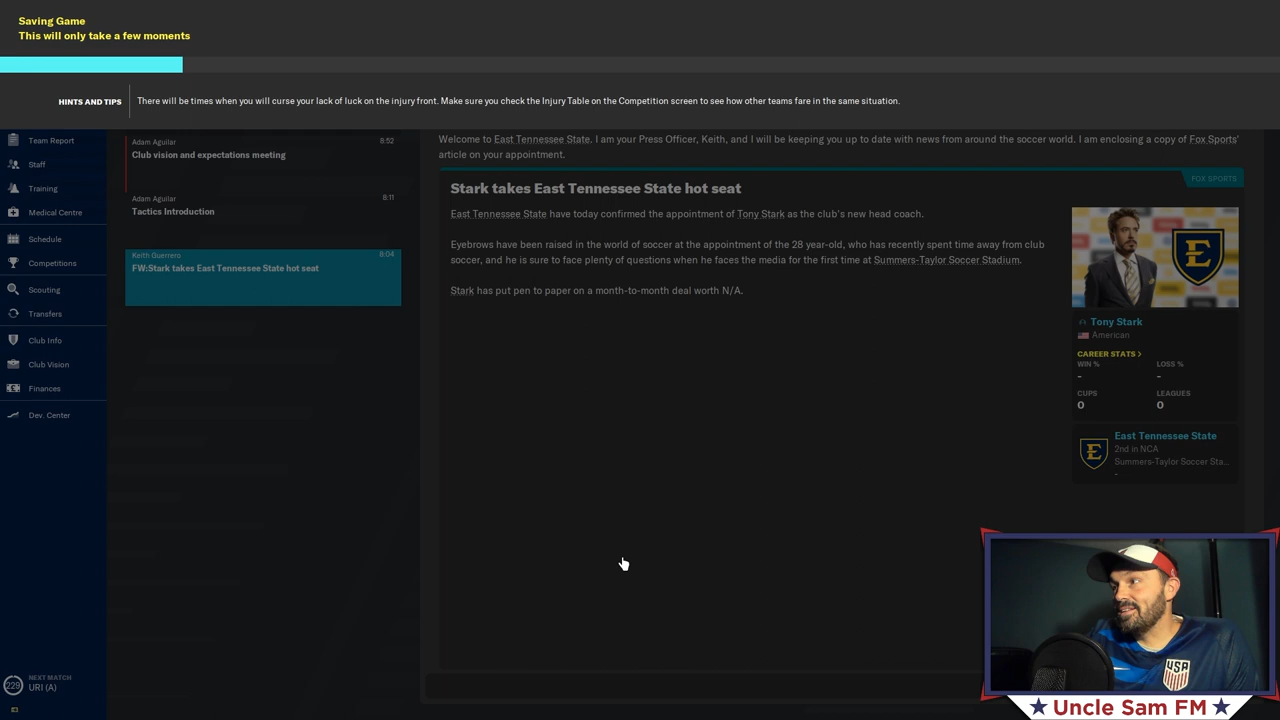 Saving Game
This will only take a few moments
HINTS AND TIPS
There will be times when you will curse your lack of luck on the injury front. Make sure you check the Injury Table on the Competition screen to see how other teams fare in the same situation.
Team Report
Staff
Training
Medical Centre
Schedule
Competitions
Scouting
Transfers
Club Info
Club Vision
Finances
Dev. Center
229
NEXT MATCH
URI (A)
Adam Aguilar 8:52
Club vision and expectations meeting
Adam Aguilar 8:11
Tactics Introduction
Keith Guerrero 8:04
FW:Stark takes East Tennessee State hot seat
Welcome to East Tennessee State. I am your Press Officer, Keith, and I will be keeping you up to date with news from around the soccer world. I am enclosing a copy of Fox Sports'
article on your appointment.
FOX SPORTS
Stark takes East Tennessee State hot seat
East Tennessee State have today confirmed the appointment of Tony Stark as the club's new head coach.
Eyebrows have been raised in the world of soccer at the appointment of the 28 year-old, who has recently spent time away from club
soccer, and he is sure to face plenty of questions when he faces the media for the first time at Summers-Taylor Soccer Stadium.
Stark has put pen to paper on a month-to-month deal worth N/A.
E
Tony Stark
American
CAREER STATS >
WIN % LOSS %
- -
CUPS LEAGUES
0 0
E
East Tennessee State
2nd in NCA
Summers-Taylor Soccer Sta...
-
USA
★ Uncle Sam FM ★